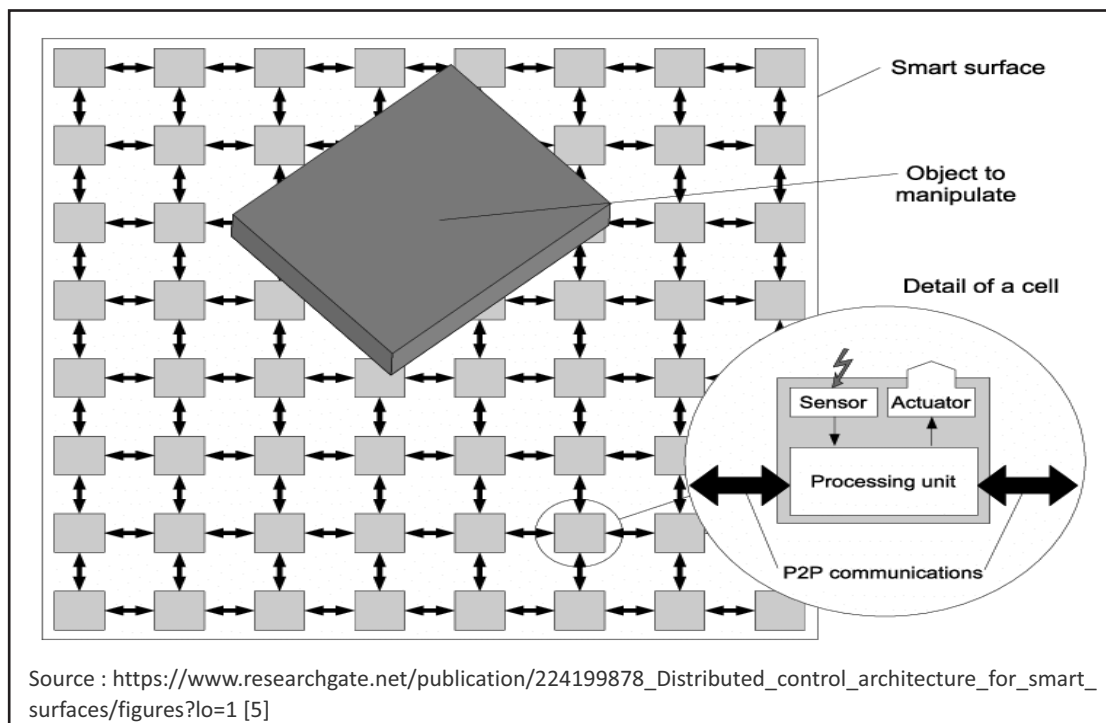 Smart surface
Object to
manipulate
Detail of a cell
Sensor
Actuator
Processing unit
P2P communications
Source : https://www.researchgate.net/publication/224199878_Distributed_control_architecture_for_smart_
surfaces/figures?lo=1 [5]